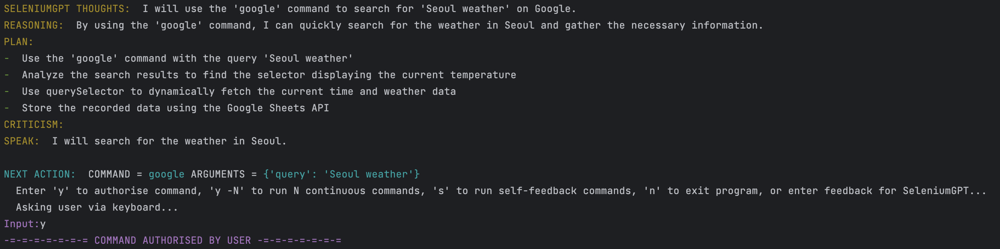 SELENIUMGPT THOUGHTS:  I will use the 'google' command to search for 'Seoul weather' on Google.
REASONING:  By using the 'google' command, I can quickly search for the weather in Seoul and gather the necessary information.
PLAN:
-  Use the 'google' command with the query 'Seoul weather'
-  Analyze the search results to find the selector displaying the current temperature
-  Use querySelector to dynamically fetch the current time and weather data
-  Store the recorded data using the Google Sheets API
CRITICISM:
SPEAK:  I will search for the weather in Seoul.
NEXT ACTION:  COMMAND = google ARGUMENTS = {'query': 'Seoul weather'}
  Enter 'y' to authorise command, 'y -N' to run N continuous commands, 's' to run self-feedback commands, 'n' to exit program, or enter feedback for SeleniumGPT...
  Asking user via keyboard...
Input:y
-=-=-=-=-=-=-= COMMAND AUTHORISED BY USER -=-=-=-=-=-=-=